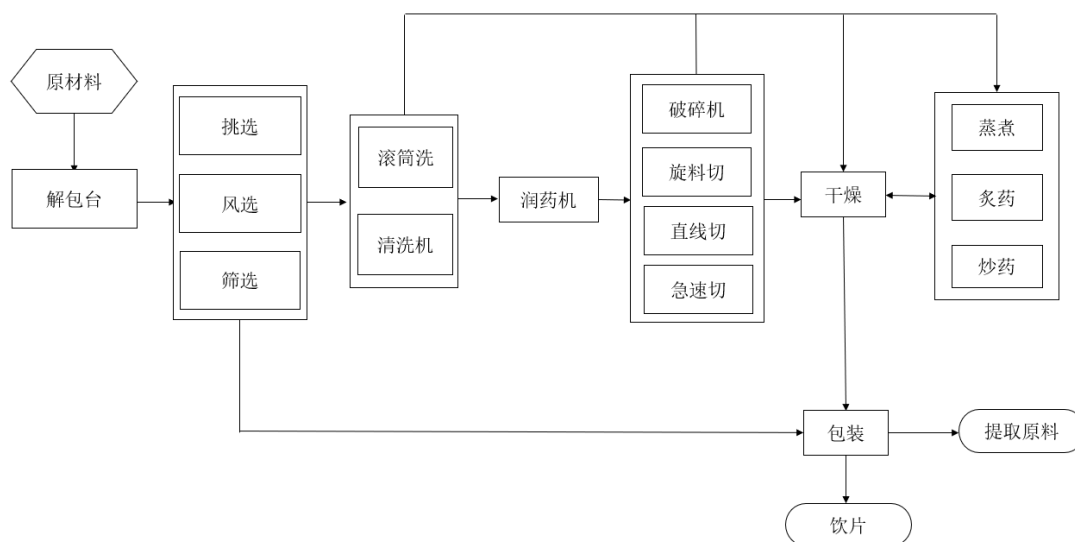 原材料
解包台
挑选
风选
筛选
滚筒洗
清洗机
润药机
破碎机
旋料切
直线切
急速切
干燥
蒸煮
炙药
炒药
包装
提取原料
饮片